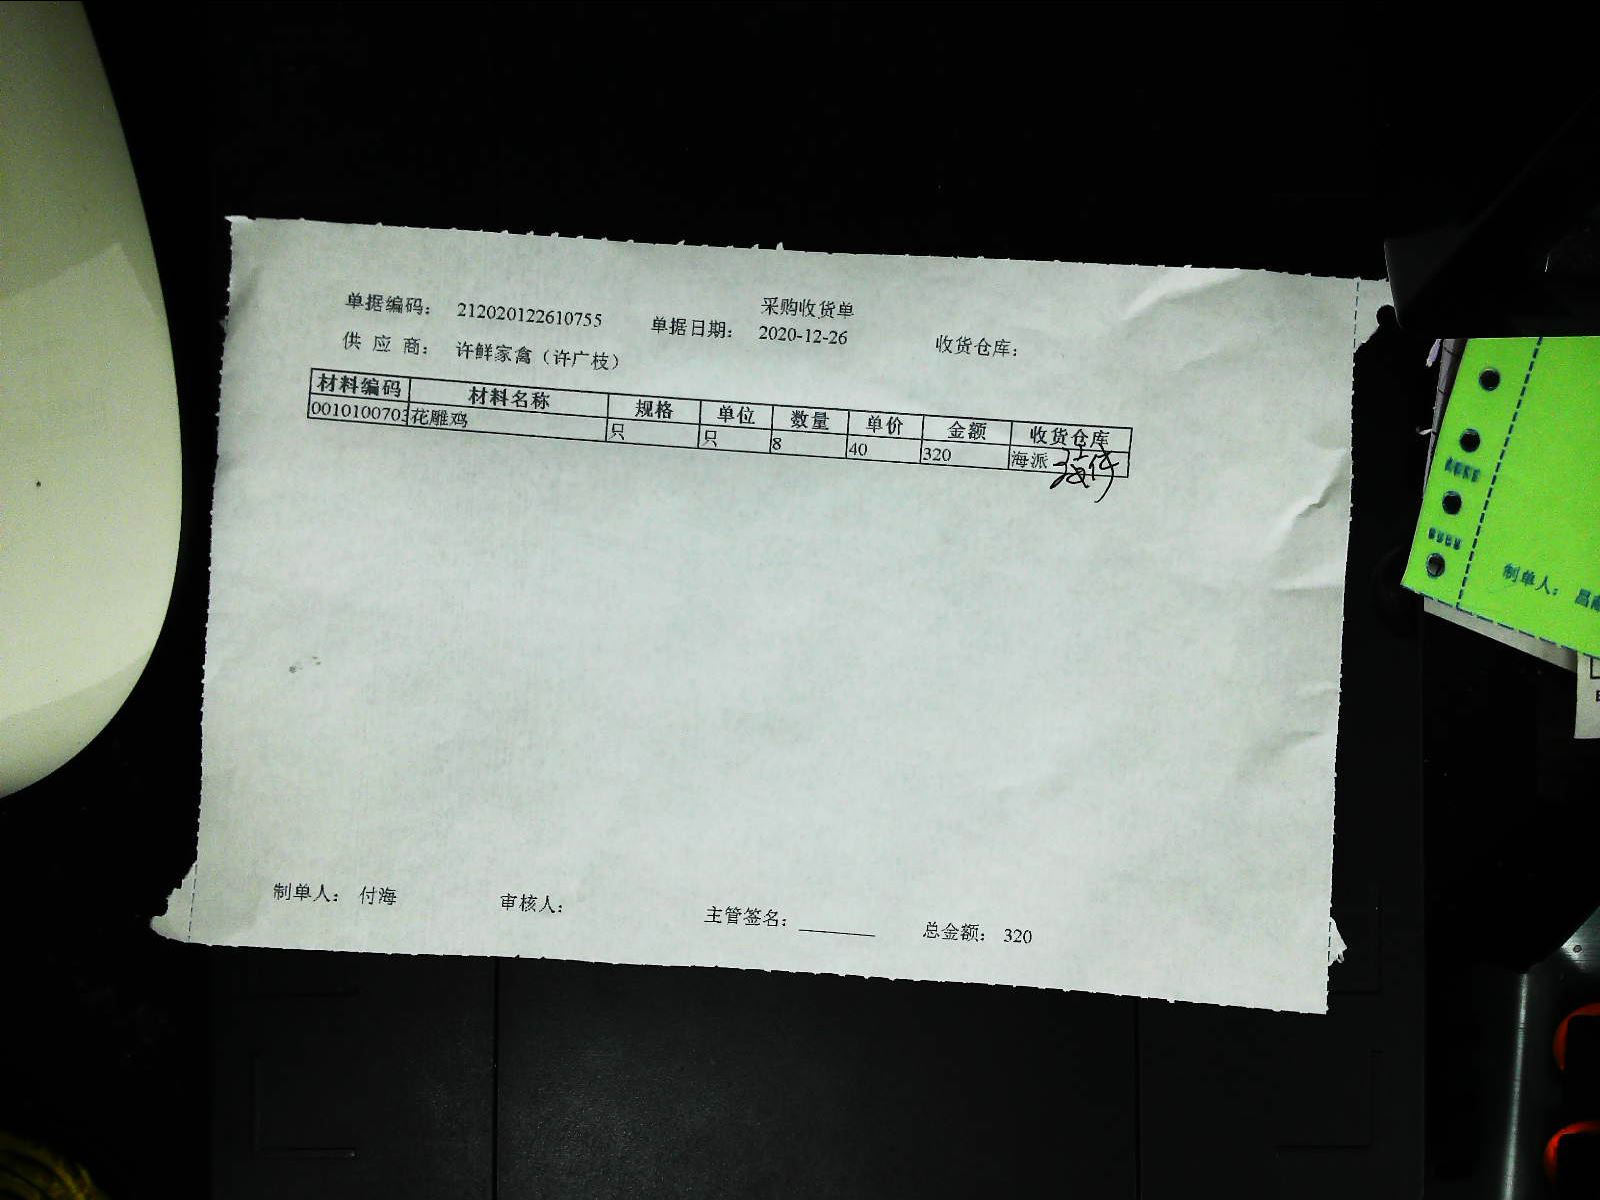 采购收货单
单据编码： 212020122610755 单据日期： 2020-12-26 收货仓库：
供 应 商： 许鲜家禽（许广枝）
材料编码 材料名称 规格 单位 数量 单价 金额 收货仓库
0010100703 花雕鸡 只 只 8 40 320 海派
制单人： 付海 审核人： 主管签名： 总金额： 320
制单人：